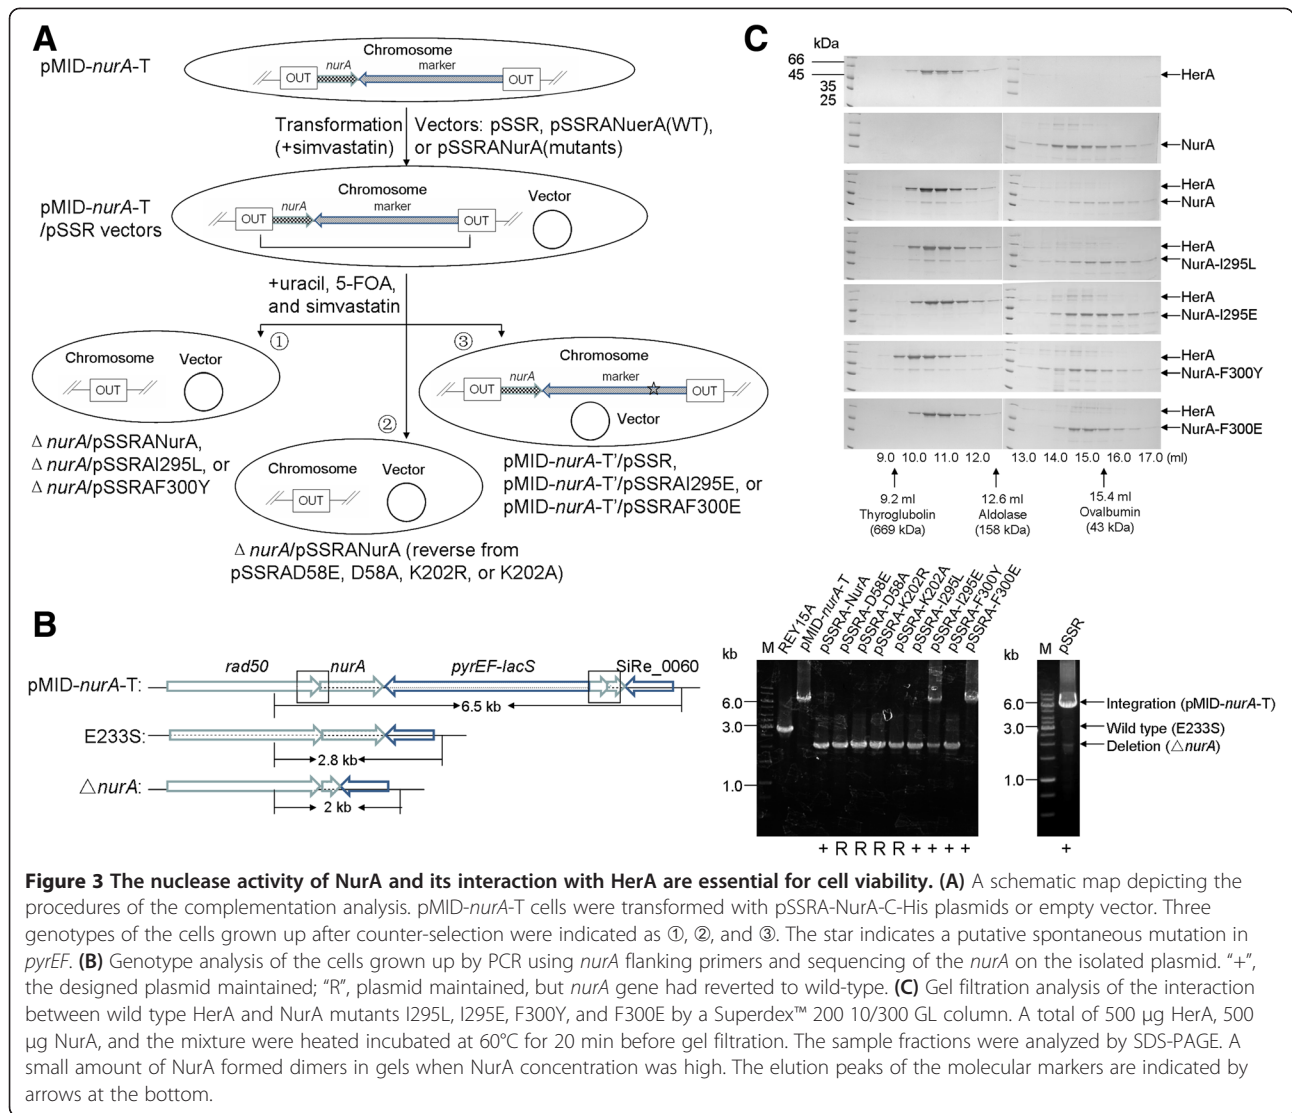 A
pMID-nurA-T
Chromosome
nurA
marker
OUT
OUT
Transformation
(+simvastatin)
Vectors: pSSR, pSSRANuerA(WT),
or pSSRANurA(mutants)
pMID-nurA-T
/pSSR vectors
Chromosome
nurA
marker
OUT
OUT
Vector
+uracil, 5-FOA,
and simvastatin
①
Chromosome
OUT
Vector
Δ nurA/pSSRANurA,
Δ nurA/pSSRAI295L, or
Δ nurA/pSSRAF300Y
②
Chromosome
OUT
Vector
Δ nurA/pSSRANurA (reverse from
pSSRAD58E, D58A, K202R, or K202A)
③
Chromosome
nurA
marker
OUT
OUT
Vector
pMID-nurA-T’/pSSR,
pMID-nurA-T’/pSSRAI295E, or
pMID-nurA-T’/pSSRAF300E
C
kDa
66
45
35
25
HerA
NurA
HerA
NurA
HerA
NurA-I295L
HerA
NurA-I295E
HerA
NurA-F300Y
HerA
NurA-F300E
9.0 10.0 11.0 12.0 13.0 14.0 15.0 16.0 17.0 (ml)
9.2 ml
Thyroglubolin
(669 kDa)
12.6 ml
Aldolase
(158 kDa)
15.4 ml
Ovalbumin
(43 kDa)
B
rad50 nurA pyrEF-lacS SiRe_0060
pMID-nurA-T:
6.5 kb
E233S:
2.8 kb
△nurA:
2 kb
kb
M
REY15A
pMID-nurA-T
pSSRA-NurA
pSSRA-D58E
pSSRA-D58A
pSSRA-K202R
pSSRA-K202A
pSSRA-I295L
pSSRA-I295E
pSSRA-F300Y
pSSRA-F300E
6.0
3.0
1.0
+ R R R R + + + +
kb
M
pSSR
6.0
3.0
1.0
+
Integration (pMID-nurA-T)
Wild type (E233S)
Deletion (△nurA)
Figure 3 The nuclease activity of NurA and its interaction with HerA are essential for cell viability. (A) A schematic map depicting the
procedures of the complementation analysis. pMID-nurA-T cells were transformed with pSSRA-NurA-C-His plasmids or empty vector. Three
genotypes of the cells grown up after counter-selection were indicated as ①, ②, and ③. The star indicates a putative spontaneous mutation in
pyrEF. (B) Genotype analysis of the cells grown up by PCR using nurA flanking primers and sequencing of the nurA on the isolated plasmid. “+”,
the designed plasmid maintained; “R”, plasmid maintained, but nurA gene had reverted to wild-type. (C) Gel filtration analysis of the interaction
between wild type HerA and NurA mutants I295L, I295E, F300Y, and F300E by a Superdex™ 200 10/300 GL column. A total of 500 μg HerA, 500
μg NurA, and the mixture were heated incubated at 60°C for 20 min before gel filtration. The sample fractions were analyzed by SDS-PAGE. A
small amount of NurA formed dimers in gels when NurA concentration was high. The elution peaks of the molecular markers are indicated by
arrows at the bottom.